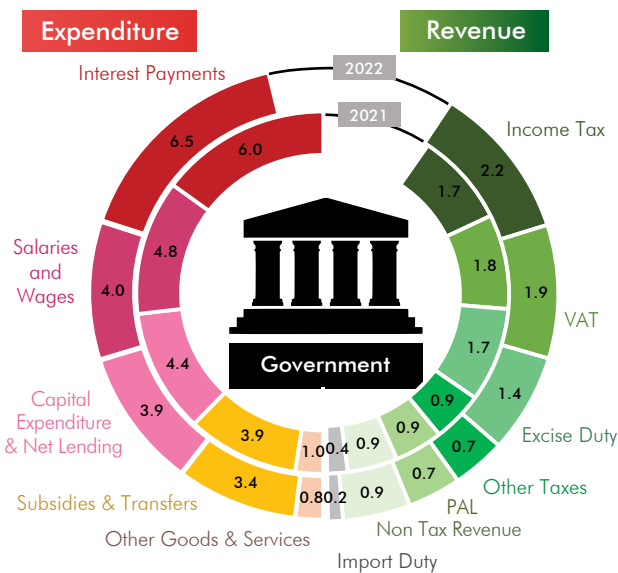 Expenditure
Revenue
2022
2021
Interest Payments
6.5
6.0
Salaries
and
Wages
4.0
4.8
Capital
Expenditure
& Net Lending
3.9
4.4
Subsidies & Transfers
3.4
3.9
Other Goods & Services
0.8
1.0
Income Tax
2.2
1.7
VAT
1.9
1.8
Excise Duty
1.4
1.7
Other Taxes
0.7
0.9
PAL
0.7
0.9
Non Tax Revenue
0.9
0.9
Import Duty
0.2
0.4
Government